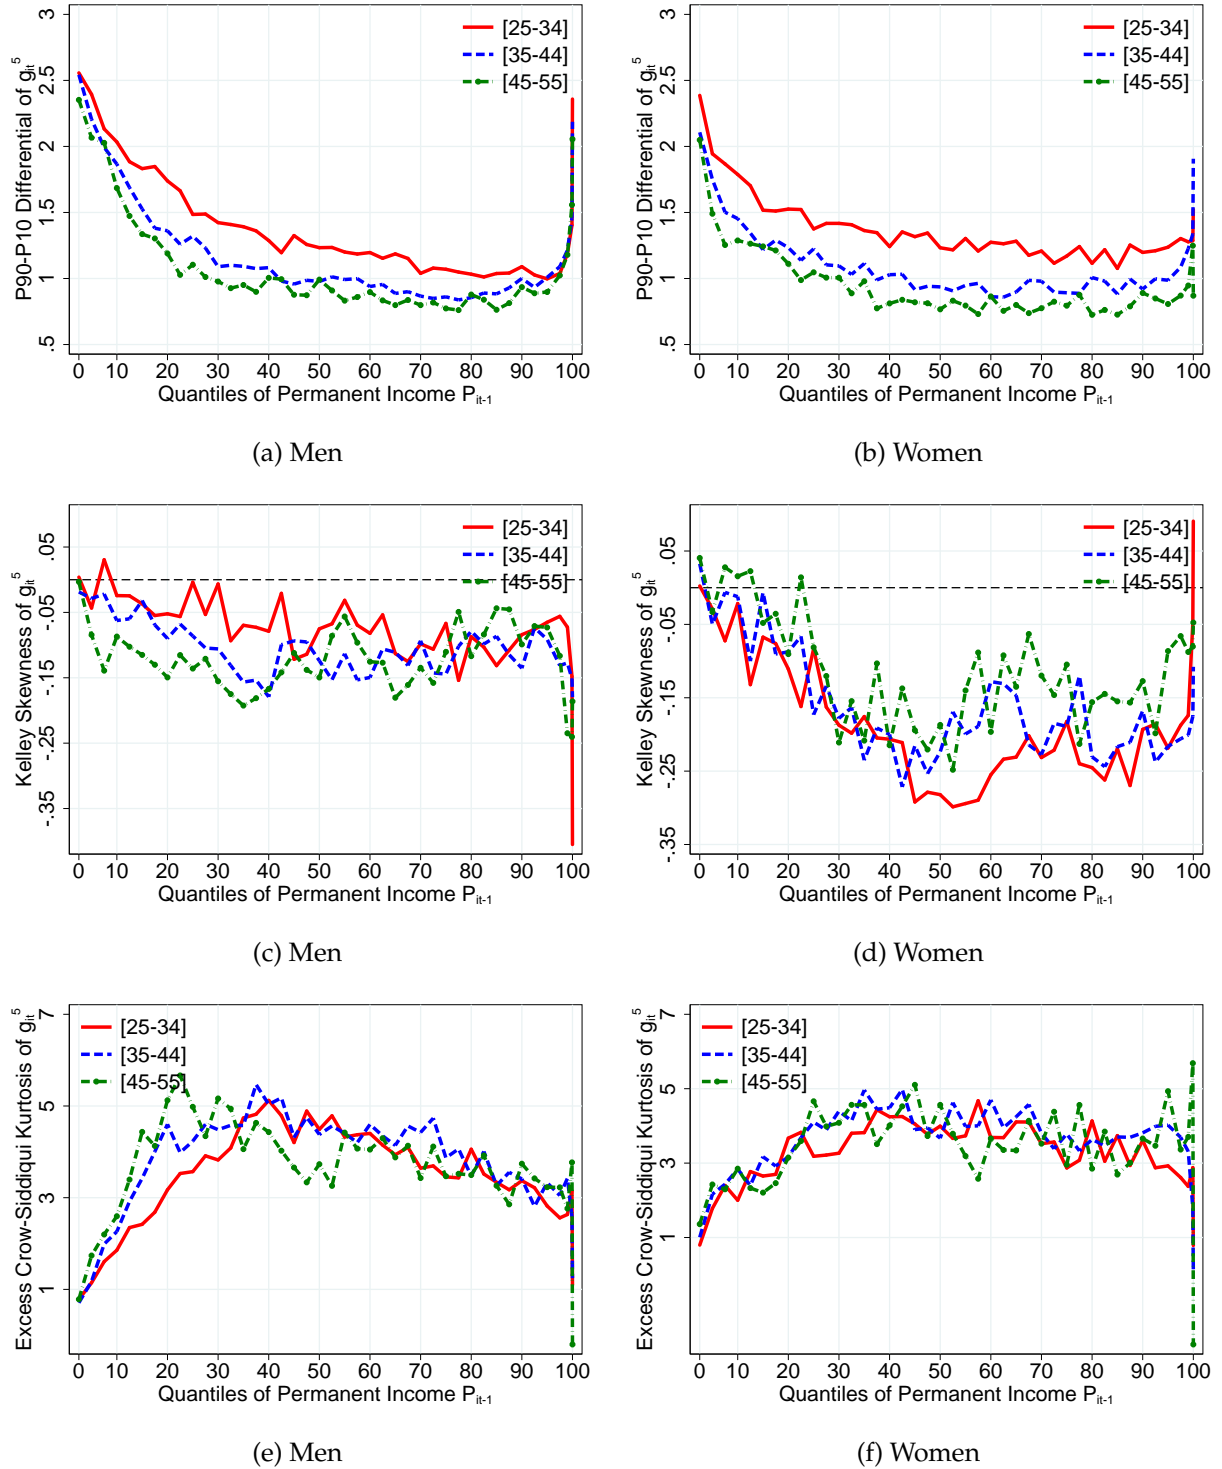 P90-P10 Differential of g_it^5
3
2.5
2
1.5
1
.5
[25-34]
[35-44]
[45-55]
0 10 20 30 40 50 60 70 80 90 100
Quantiles of Permanent Income P_it-1
(a) Men
P90-P10 Differential of g_it^5
3
2.5
2
1.5
1
.5
[25-34]
[35-44]
[45-55]
0 10 20 30 40 50 60 70 80 90 100
Quantiles of Permanent Income P_it-1
(b) Women
Kelley Skewness of g_it^5
.05
-.05
-.15
-.25
-.35
[25-34]
[35-44]
[45-55]
0 10 20 30 40 50 60 70 80 90 100
Quantiles of Permanent Income P_it-1
(c) Men
Kelley Skewness of g_it^5
.05
-.05
-.15
-.25
-.35
[25-34]
[35-44]
[45-55]
0 10 20 30 40 50 60 70 80 90 100
Quantiles of Permanent Income P_it-1
(d) Women
Excess Crow-Siddiqui Kurtosis of g_it^5
7
5
3
1
[25-34]
[35-44]
[45-55]
0 10 20 30 40 50 60 70 80 90 100
Quantiles of Permanent Income P_it-1
(e) Men
Excess Crow-Siddiqui Kurtosis of g_it^5
7
5
3
1
[25-34]
[35-44]
[45-55]
0 10 20 30 40 50 60 70 80 90 100
Quantiles of Permanent Income P_it-1
(f) Women